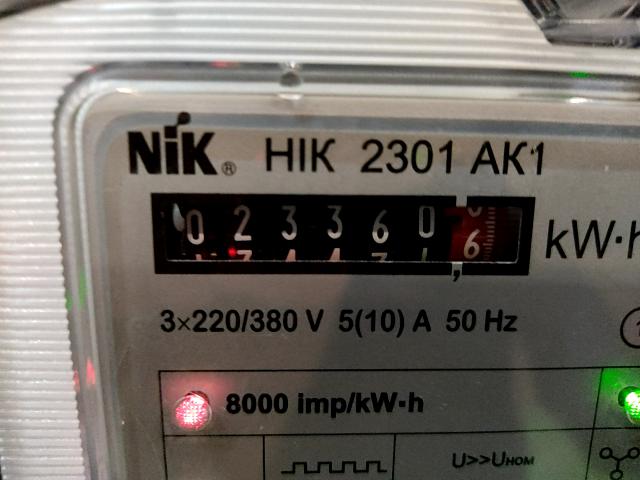 NiK® НІК 2301 АК1
0 2 3 3 6 0 , 6 kW·h
3×220/380 V 5(10) A 50 Hz
8000 imp/kW·h
U>>Uном